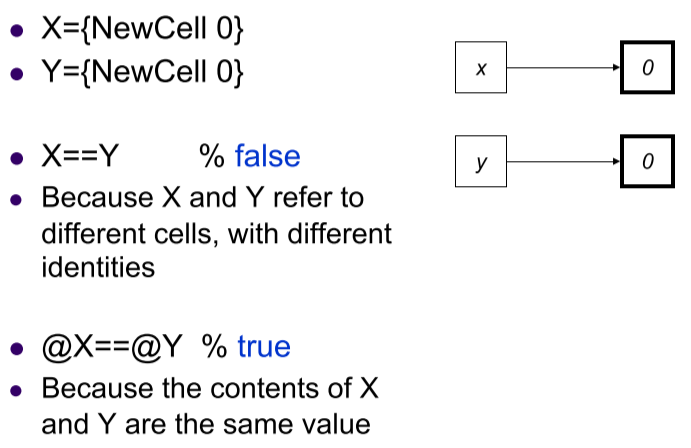 X={NewCell 0}
Y={NewCell 0}
X==Y % false
Because X and Y refer to
different cells, with different
identities
@X==@Y % true
Because the contents of X
and Y are the same value
x 0
y 0